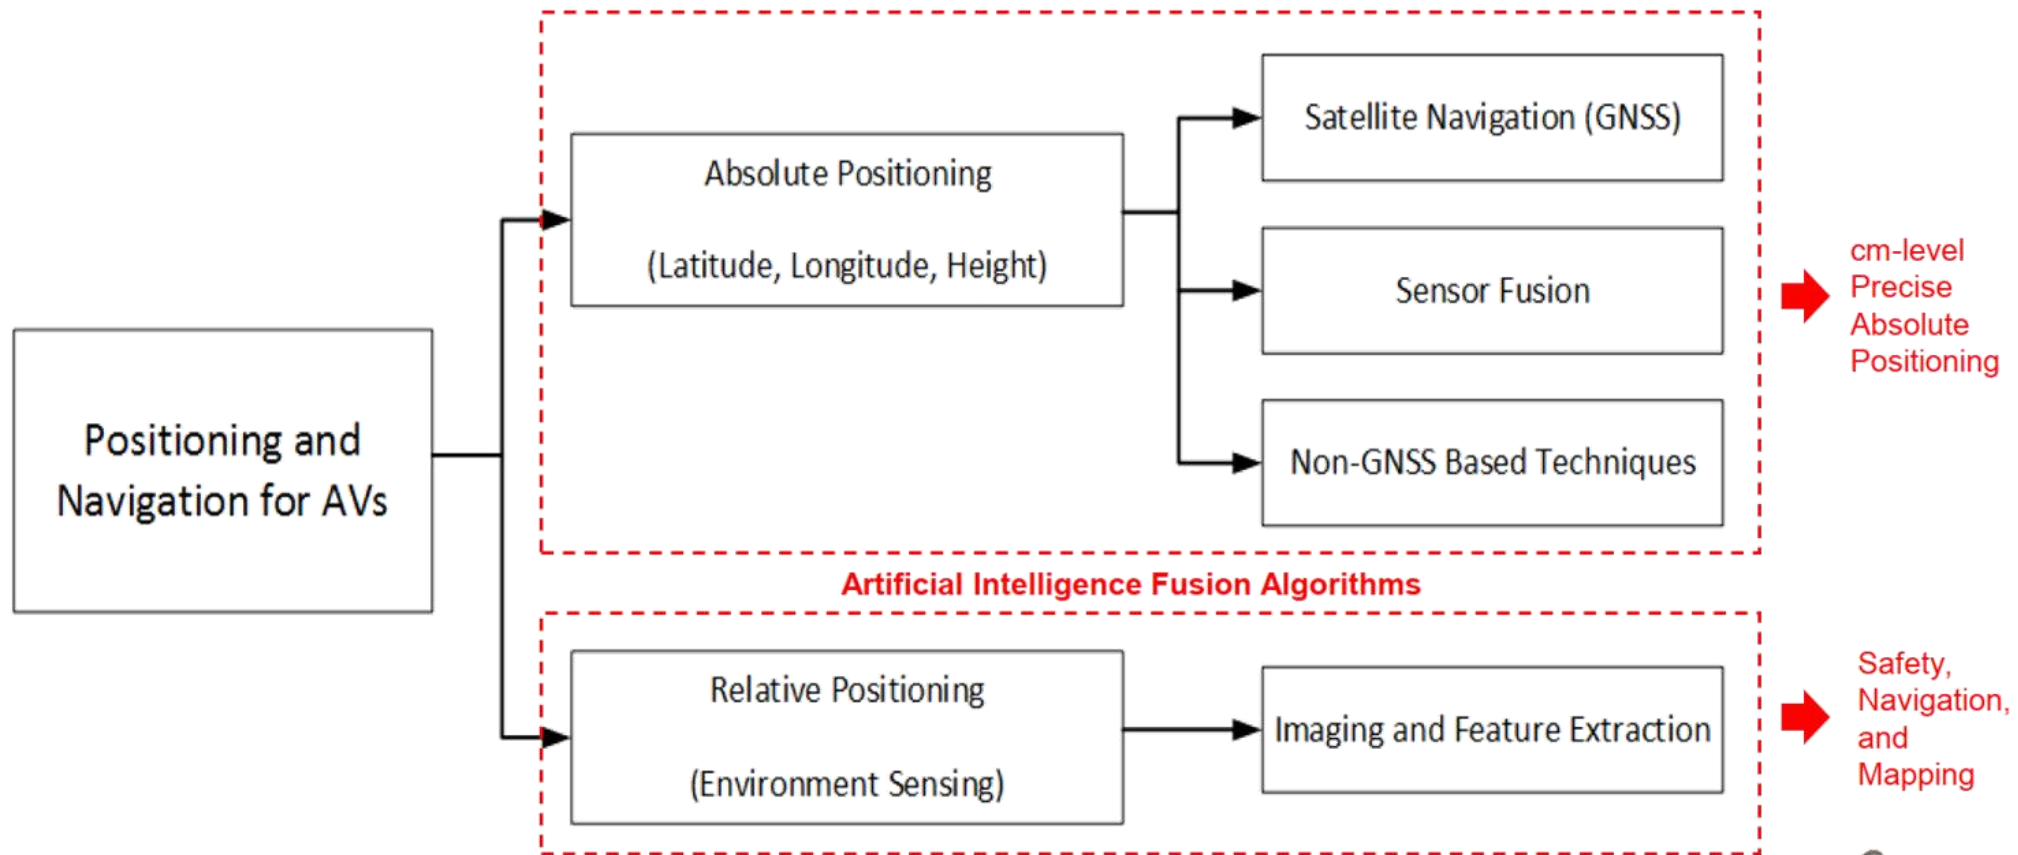 Positioning and
Navigation for AVs
Absolute Positioning
(Latitude, Longitude, Height)
Satellite Navigation (GNSS)
Sensor Fusion
Non-GNSS Based Techniques
cm-level
Precise
Absolute
Positioning
Artificial Intelligence Fusion Algorithms
Relative Positioning
(Environment Sensing)
Imaging and Feature Extraction
Safety,
Navigation,
and
Mapping